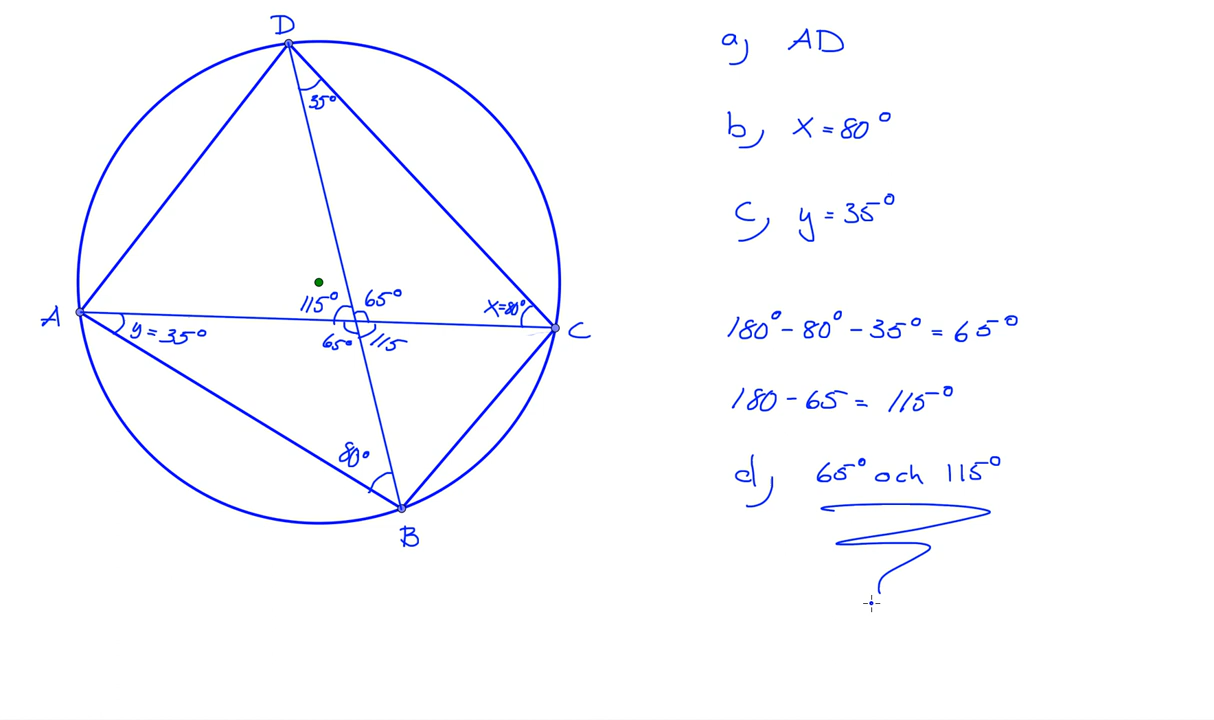 D
35°
115° 65°
x=80°
A
y = 35°
C
65° 115
80°
B
a) AD
b) x = 80°
c) y = 35°
180° - 80° - 35° = 65°
180 - 65 = 115°
d) 65° och 115°